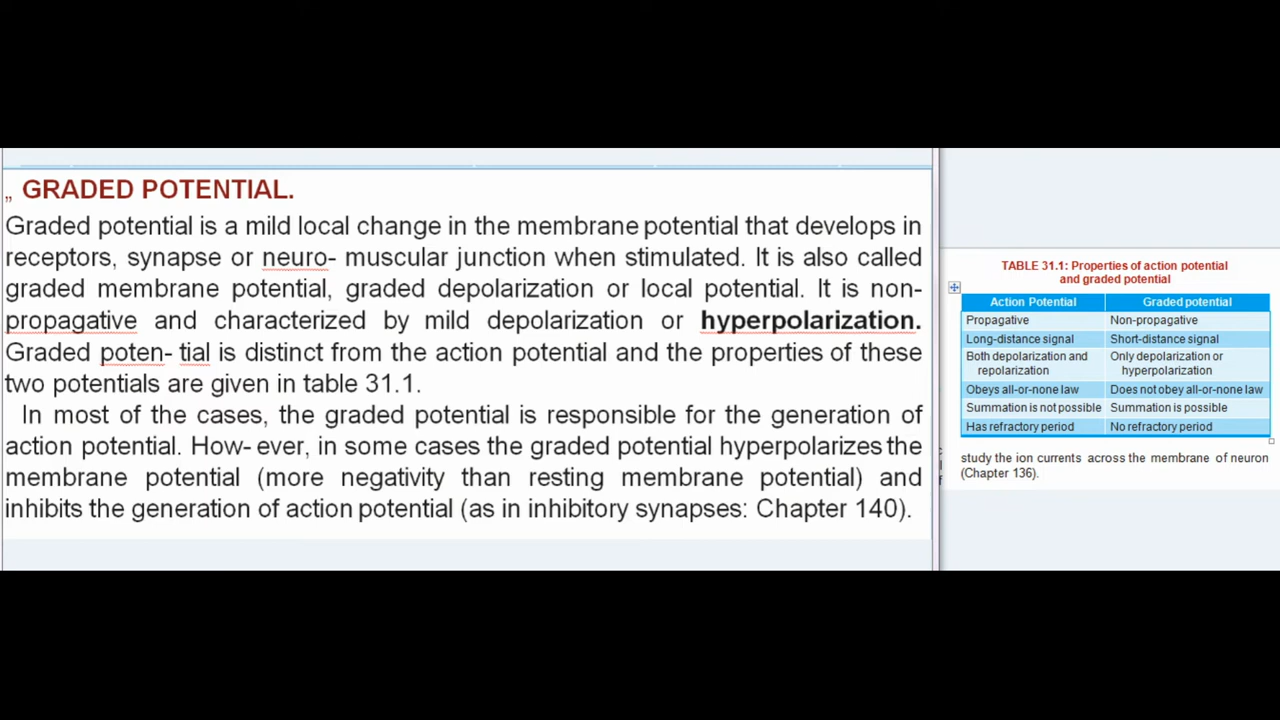 „ GRADED POTENTIAL.
Graded potential is a mild local change in the membrane potential that develops in
receptors, synapse or neuro- muscular junction when stimulated. It is also called
graded membrane potential, graded depolarization or local potential. It is non-
propagative and characterized by mild depolarization or hyperpolarization.
Graded poten- tial is distinct from the action potential and the properties of these
two potentials are given in table 31.1.
In most of the cases, the graded potential is responsible for the generation of
action potential. How- ever, in some cases the graded potential hyperpolarizes the
membrane potential (more negativity than resting membrane potential) and
inhibits the generation of action potential (as in inhibitory synapses: Chapter 140).
TABLE 31.1: Properties of action potential
and graded potential
Action Potential Graded potential
Propagative Non-propagative
Long-distance signal Short-distance signal
Both depolarization and Only depolarization or
repolarization hyperpolarization
Obeys all-or-none law Does not obey all-or-none law
Summation is not possible Summation is possible
Has refractory period No refractory period
study the ion currents across the membrane of neuron
(Chapter 136).